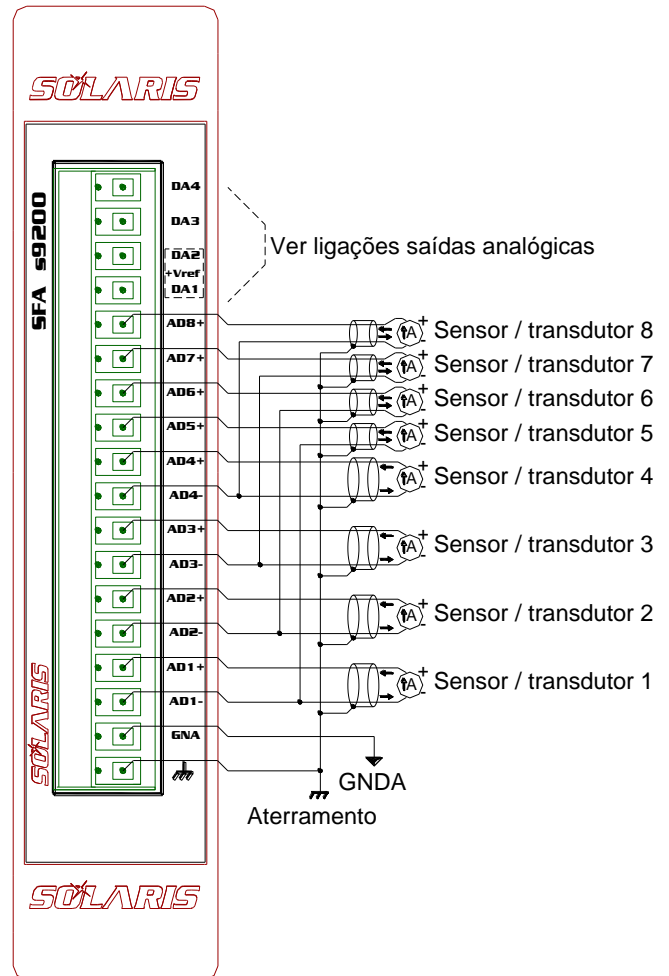 SOLARIS
SFA s9200
DA4
DA3
DA2
+Vref
DA1
Ver ligações saídas analógicas
AD8+
AD7+
AD6+
AD5+
AD4+
AD4-
AD3+
AD3-
AD2+
AD2-
AD1+
AD1-
GNA
+
A
-
Sensor / transdutor 8
+
A
-
Sensor / transdutor 7
+
A
-
Sensor / transdutor 6
+
A
-
Sensor / transdutor 5
+
A
-
Sensor / transdutor 4
+
A
-
Sensor / transdutor 3
+
A
-
Sensor / transdutor 2
+
A
-
Sensor / transdutor 1
SOLARIS
GNDA
Aterramento
SOLARIS